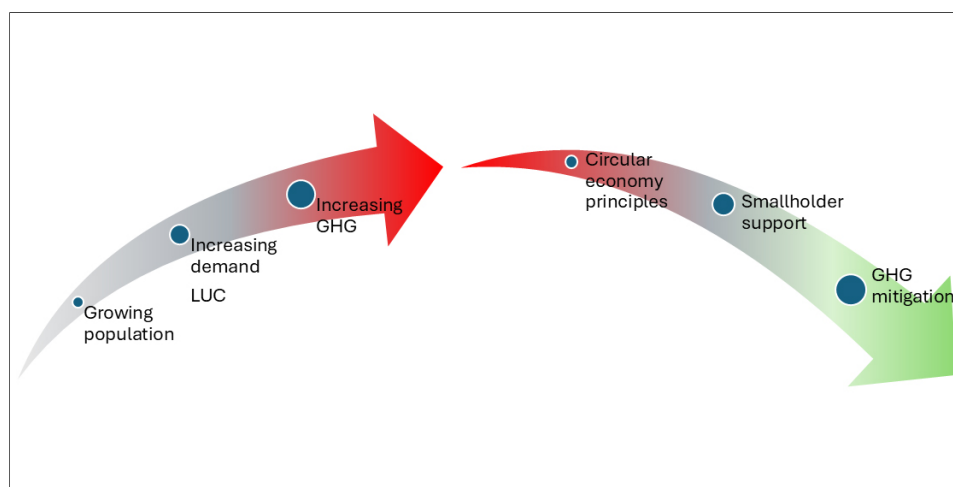 Growing
population
Increasing
demand
LUC
Increasing
GHG
Circular
economy
principles
Smallholder
support
GHG
mitigation